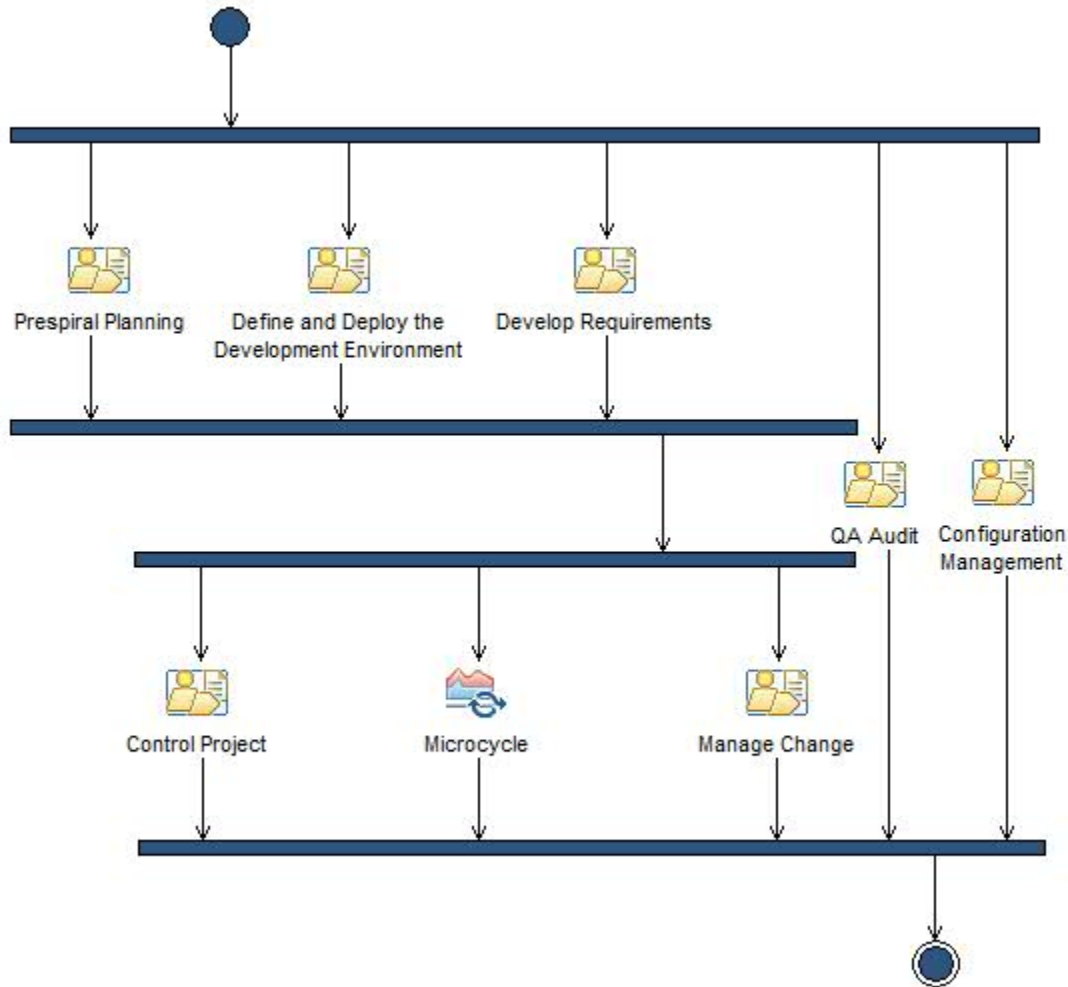 Prespiral Planning
Define and Deploy the
Development Environment
Develop Requirements
QA Audit
Configuration
Management
Control Project
Microcycle
Manage Change